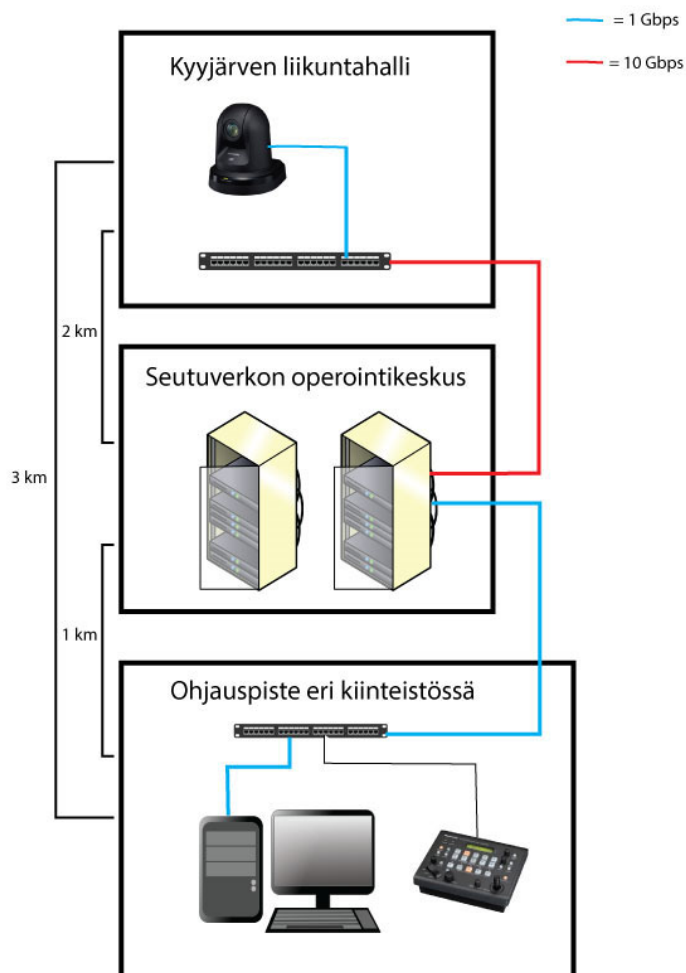 = 1 Gbps
= 10 Gbps
Kyyjärven liikuntahalli
2 km
Seutuverkon operointikeskus
3 km
1 km
Ohjauspiste eri kiinteistössä